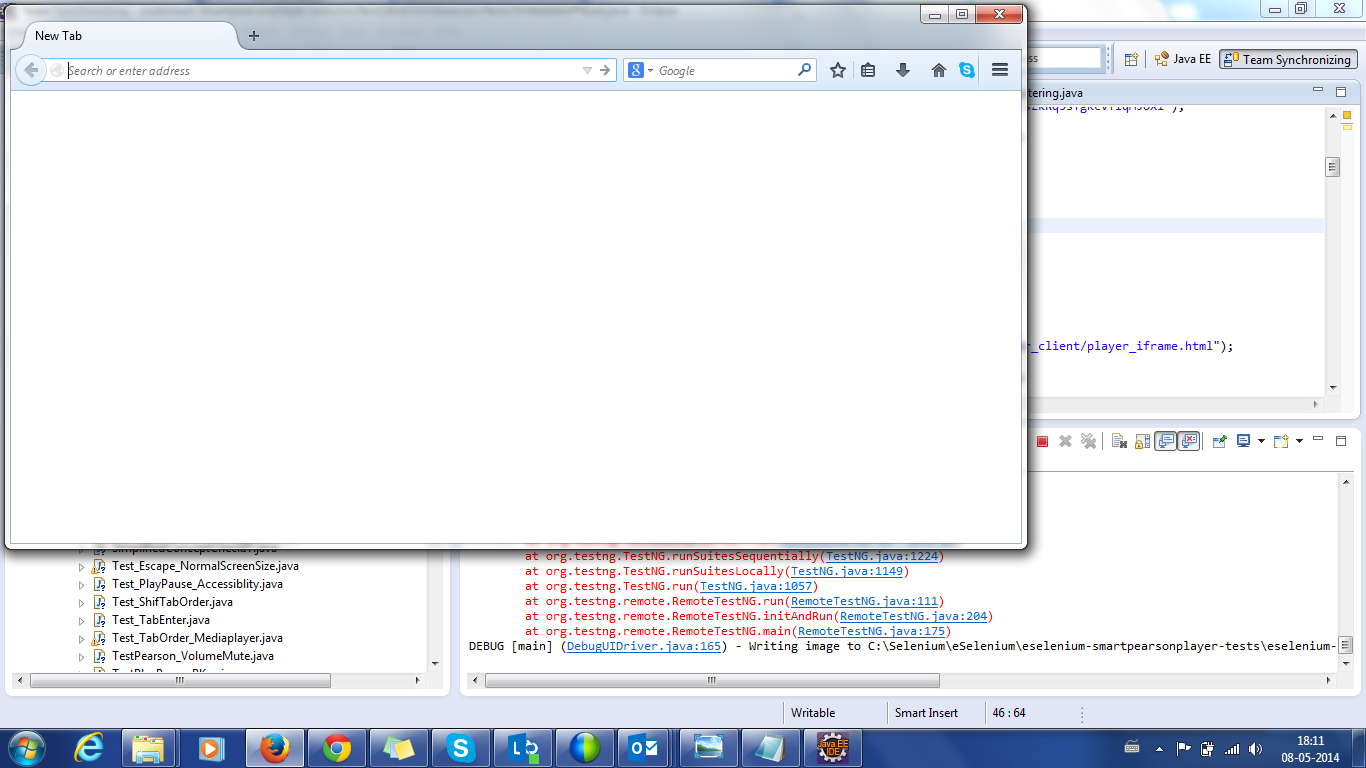 New Tab
Search or enter address
Google
Java EE
Team Synchronizing
tering.java
r_client/player_iframe.html");
Test_Escape_NormalScreenSize.java
Test_PlayPause_Accessiblity.java
Test_ShifTabOrder.java
Test_TabEnter.java
Test_TabOrder_Mediaplayer.java
TestPearson_VolumeMute.java
at org.testng.TestNG.runSuitesSequentially(TestNG.java:1224)
at org.testng.TestNG.runSuitesLocally(TestNG.java:1149)
at org.testng.TestNG.run(TestNG.java:1057)
at org.testng.remote.RemoteTestNG.run(RemoteTestNG.java:111)
at org.testng.remote.RemoteTestNG.initAndRun(RemoteTestNG.java:204)
at org.testng.remote.RemoteTestNG.main(RemoteTestNG.java:175)
DEBUG [main] (DebugUIDriver.java:165) - Writing image to C:\Selenium\eSelenium\eselenium-smartpearsonplayer-tests\eselenium-
Writable
Smart Insert
46 : 64
Java EE
IDE
18:11
08-05-2014